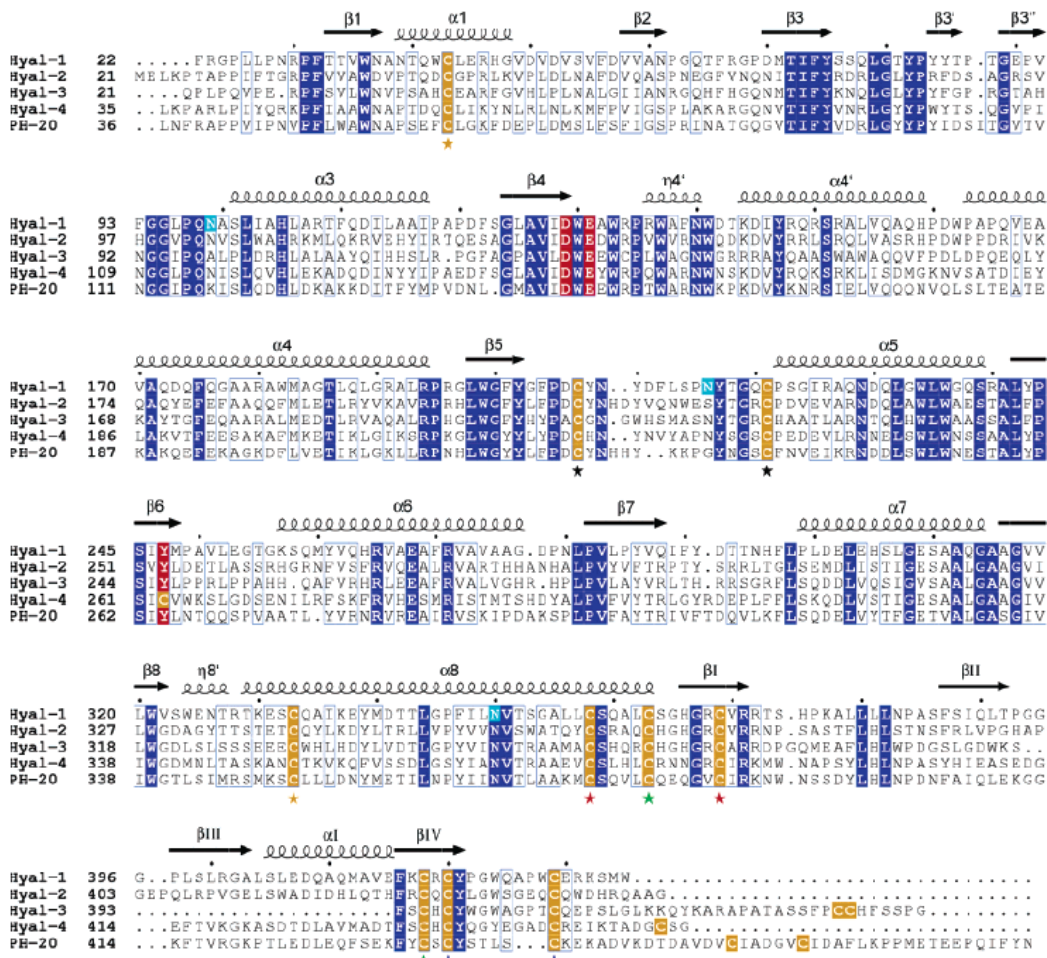 β1 α1 β2 β3 β3' β3''
Hyal-1 22 .....FRGPLLPNRPFTTVWNANTQWCLERHGVDVDVSVFDVVANPGQTFRGPDMTIFYSSQLGTYPYYTP.TGEPV
Hyal-2 21 MELKPTAPPIFTGRPFVVAWDVPTQDCGPRLKVPLDLNAFDVQASPNEGFVNQNITIFYRDRLGLYPRFDS.AGRSV
Hyal-3 21 ...QPLPQVPE.RPFSVLWNVPSAHCEARFGVHLPLNALGIIANRGQHFHGQNMTIFYKNQLGLYPYFGP.RGTAH
Hyal-4 35 ..LKPARLPIYQRKPFIAAWNAPTDQCLIKYNLRLNLKMFPVIGSPLAKARGQNVTIFYVNRLGYYPWYTS.QGVPI
PH-20 36 ..LNFRAPPVIPNVPFLWAWNAPSEFCLGKFDEPLDMSLFSFIGSPRINATGQGVTIFYVDRLGYYPYIDSITGVTV
α3 β4 η4' α4'
Hyal-1 93 FGGLPQNASLIAHLARTFQDILAAIPAPDFSGLAVIDWEAWRPRWAFNWDTKDIYRQRSRALVQAQHPDWPAPQVEA
Hyal-2 97 HGGVPQNVSLWAHRKMLQKRVEHYIRTQESAGLAVIDWEDWRPVWVRNWQDKDVYRRLSRQLVASRHPDWPPDRIVK
Hyal-3 92 NGGIPQALPLDRHLALAAYQIHHSLR.PGFAGPAVLDWEEWCPLWAGNWGRRRAYQAASWAWAQQVFPDLDPQEQLY
Hyal-4 109 NGGLPQNISLQVHLEKADQDINYYIPAEDFSGLAVIDWEYWRPQWARNWNSKDVYRQKSRKLISDMGKNVSATDIEY
PH-20 111 NGGIPQKISLQDHLDKAKKDITFYMPVDNL.GMAVIDWEEWRPTWARNWKPKDVYKNRSIELVQQQNVQLSLTEATE
α4 β5 α5
Hyal-1 170 VAQDQFQGAARAWMAGTLQLGRALRPRGLWGFYGFPDCYN..YDFLSPNYTGQCPSGIRAQNDQLGWLWGQSRALYP
Hyal-2 174 QAQYEFEFAAQQFMLETLRYVKAVRPRHLWGFYLFPDCYNHDYVQNWESYTGRCPDVEVARNDQLAWLWAESTALFP
Hyal-3 168 KAYTGFEQAARALMEDTLRVAQALRPHGLWGFYHYPACGN.GWHSMASNYTGRCHAATLARNTQLHWLWAASSALFP
Hyal-4 186 LAKVTFEESAKAFMKETIKLGIKSRPKGLWGYYLYPDCHN..YNVYAPNYSGSCPEDEVLRNNELSWLWNSSAALYP
PH-20 187 KAKQEFEKAGKDFLVETIKLGKLLRPNHLWGYYLFPDCYNHHY..KKPGYNGSCFNVEIKRNDDLSWLWNESTALYP
β6 α6 β7 α7
Hyal-1 245 SIYMPAVLEGTGKSQMYVQHRVAEAFRVAVAAG.DPNLPVLPYVQIFY.DTTNHFLPLDELEHSLGESAAQGAAGVV
Hyal-2 251 SVYLDETLASSRHGRNFVSFRVQEALRVARTHHANHALPVYVFTRPTY.SRRLTGLSEMDLISTIGESAALGAAGVI
Hyal-3 244 SIYLPPRLPPAHH.QAFVRHRLEEAFRVALVGHR.HPLPVLAYVRLTH.RRSGRFLSQDDLVQSIGVSAALGAAGVV
Hyal-4 261 SICVWKSLGDSENILRFSKFRVHESMRISTMTSHDYALPVFVYTRLGYRDEPLFFLSKQDLVSTIGESAALGAAGIV
PH-20 262 SIYLNTQQSPVAATL.YVRNRVREAIRVSKIPDAKSPLPVFAYTRIVFTDQVLKFLSQDELVYTFGETVALGASGIV
β8 η8' α8 βI βII
Hyal-1 320 LWVSWENTRTKESCQAIKEYMDTTLGPFILNVTSGALLCSQALCSGHGRCVRRTS.HPKALLLLNPASFSIQLTPGG
Hyal-2 327 LWGDAGYTTSTETCQYLKDYLTRLLVPYVVNVSWATQYCSRAQCHGHGRCVRRNP.SASTFLHLSTNSFRLVPGHAP
Hyal-3 318 LWGDLSLSSSEEECWHLHDYLVDTLGPYVINVTRAAMACSHQRCHGHGRCARRDPGQMEAFLHLWPDGSLGDWKS..
Hyal-4 338 IWGDMNLTASKANCTKVKQFVSSDLGSYIANVTRAAEVCSLHLCRNNGRCIRKMW.NAPSYLHLNPASYHIEASEDG
PH-20 338 IWGTLSIMRSMKSCLLLDNYMETILNPYIINVTLAAKMCSQVLCQEQGVCIRKNW.NSSDYLHLNPDNFAIQLEKGG
βIII αI βIV
Hyal-1 396 G..PLSLRGALSLEDQAQMAVEFKCRCYPGWQAPWCERKSMW..................................
Hyal-2 403 GEPQLRPVGELSWADIDHLQTHFRCQCYLGWSGEQCQWDHRQAAG...............................
Hyal-3 393 ......................FSCHCYWGWAGPTCQEPSLGLKKQYKARAPATASSFPCCHFSSPG.........
Hyal-4 414 ..EFTVKGKASDTDLAVMADTFSCHCYQGYEGADCREIKTADGCSG..............................
PH-20 414 ..KFTVRGKPTLEDLEQFSEKFYCSCYSTLS...CKEKADVKDTDAVDVCIADGVCIDAFLKPPMETEEPQIFYN